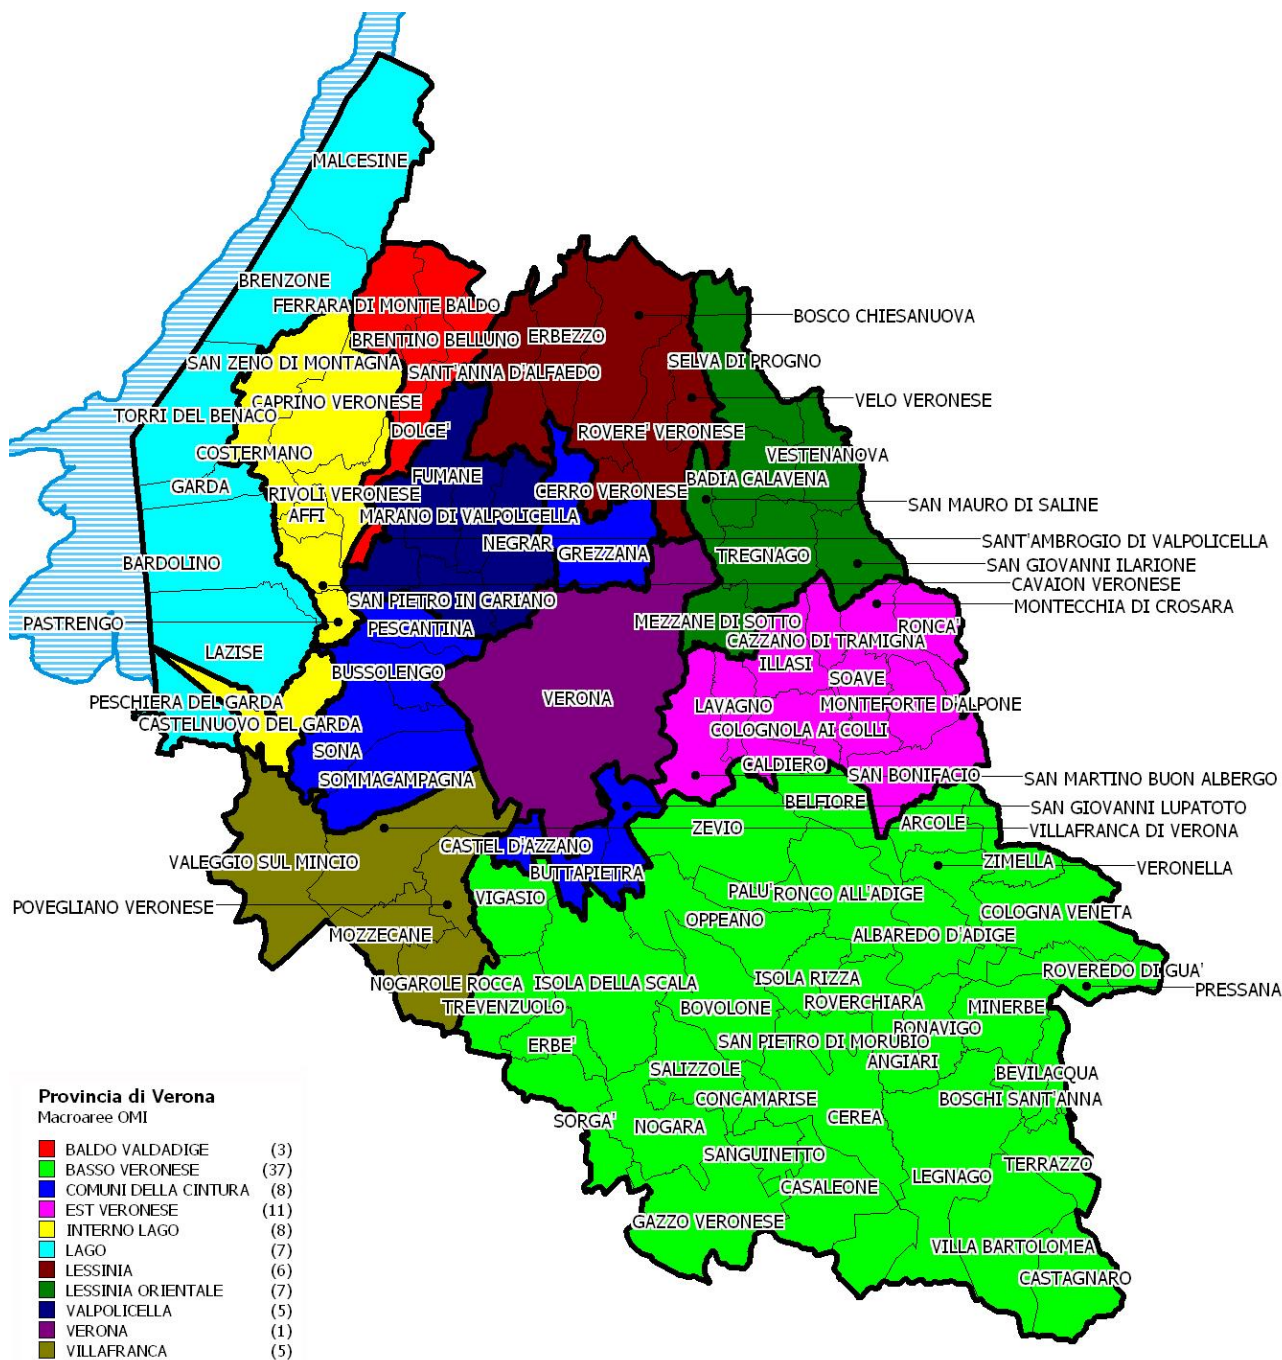 MALCESINE
BRENZONE
FERRARA DI MONTE BALDO
BOSCO CHIESANUOVA
BRENTINO BELLUNO
ERBEZZO
SAN ZENO DI MONTAGNA
SANT'ANNA D'ALFAEDO
SELVA DI PROGNO
CAPRINO VERONESE
VELO VERONESE
TORRI DEL BENACO
DOLCE'
ROVERE' VERONESE
COSTERMANO
VESTENANOVA
FUMANE
BADIA CALAVENA
GARDA
RIVOLI VERONESE
CERRO VERONESE
SAN MAURO DI SALINE
AFFI
MARANO DI VALPOLICELLA
NEGRAR
SANT'AMBROGIO DI VALPOLICELLA
GREZZANA
TREGNAGO
BARDOLINO
SAN GIOVANNI ILARIONE
CAVAION VERONESE
SAN PIETRO IN CARIANO
MONTECCHIA DI CROSARA
PASTRENGO
PESCANTINA
MEZZANE DI SOTTO
RONCA'
CAZZANO DI TRAMIGNA
LAZISE
BUSSOLENGO
ILLASI
SOAVE
PESCHIERA DEL GARDA
VERONA
LAVAGNO
MONTEFORTE D'ALPONE
CASTELNUOVO DEL GARDA
COLOGNOLA AI COLLI
SONA
CALDIERO
SOMMACAMPAGNA
SAN BONIFACIO
SAN MARTINO BUON ALBERGO
BELFIORE
SAN GIOVANNI LUPATOTO
ARCOLE
ZEVIO
VILLAFRANCA DI VERONA
CASTEL D'AZZANO
VALEGGIO SUL MINCIO
ZIMELLA
VERONELLA
BUTTAPIETRA
VIGASIO
PALU'
RONCO ALL'ADIGE
POVEGLIANO VERONESE
OPPEANO
COLOGNA VENETA
MOZZECANE
ALBAREDO D'ADIGE
ROVEREDO DI GUA'
NOGAROLE ROCCA
ISOLA DELLA SCALA
ISOLA RIZZA
PRESSANA
TREVENZUOLO
BOVOLONE
ROVERCHIARA
MINERBE
BONAVIGO
ERBE'
SAN PIETRO DI MORUBIO
ANGIARI
SALIZZOLE
BEVILACQUA
CONCAMARISE
BOSCHI SANT'ANNA
SORGA'
NOGARA
CEREA
SANGUINETTO
TERRAZZO
LEGNAGO
CASALEONE
GAZZO VERONESE
VILLA BARTOLOMEA
CASTAGNARO
Provincia di Verona
Macroaree OMI
BALDO VALDADIGE (3)
BASSO VERONESE (37)
COMUNI DELLA CINTURA (8)
EST VERONESE (11)
INTERNO LAGO (8)
LAGO (7)
LESSINIA (6)
LESSINIA ORIENTALE (7)
VALPOLICELLA (5)
VERONA (1)
VILLAFRANCA (5)